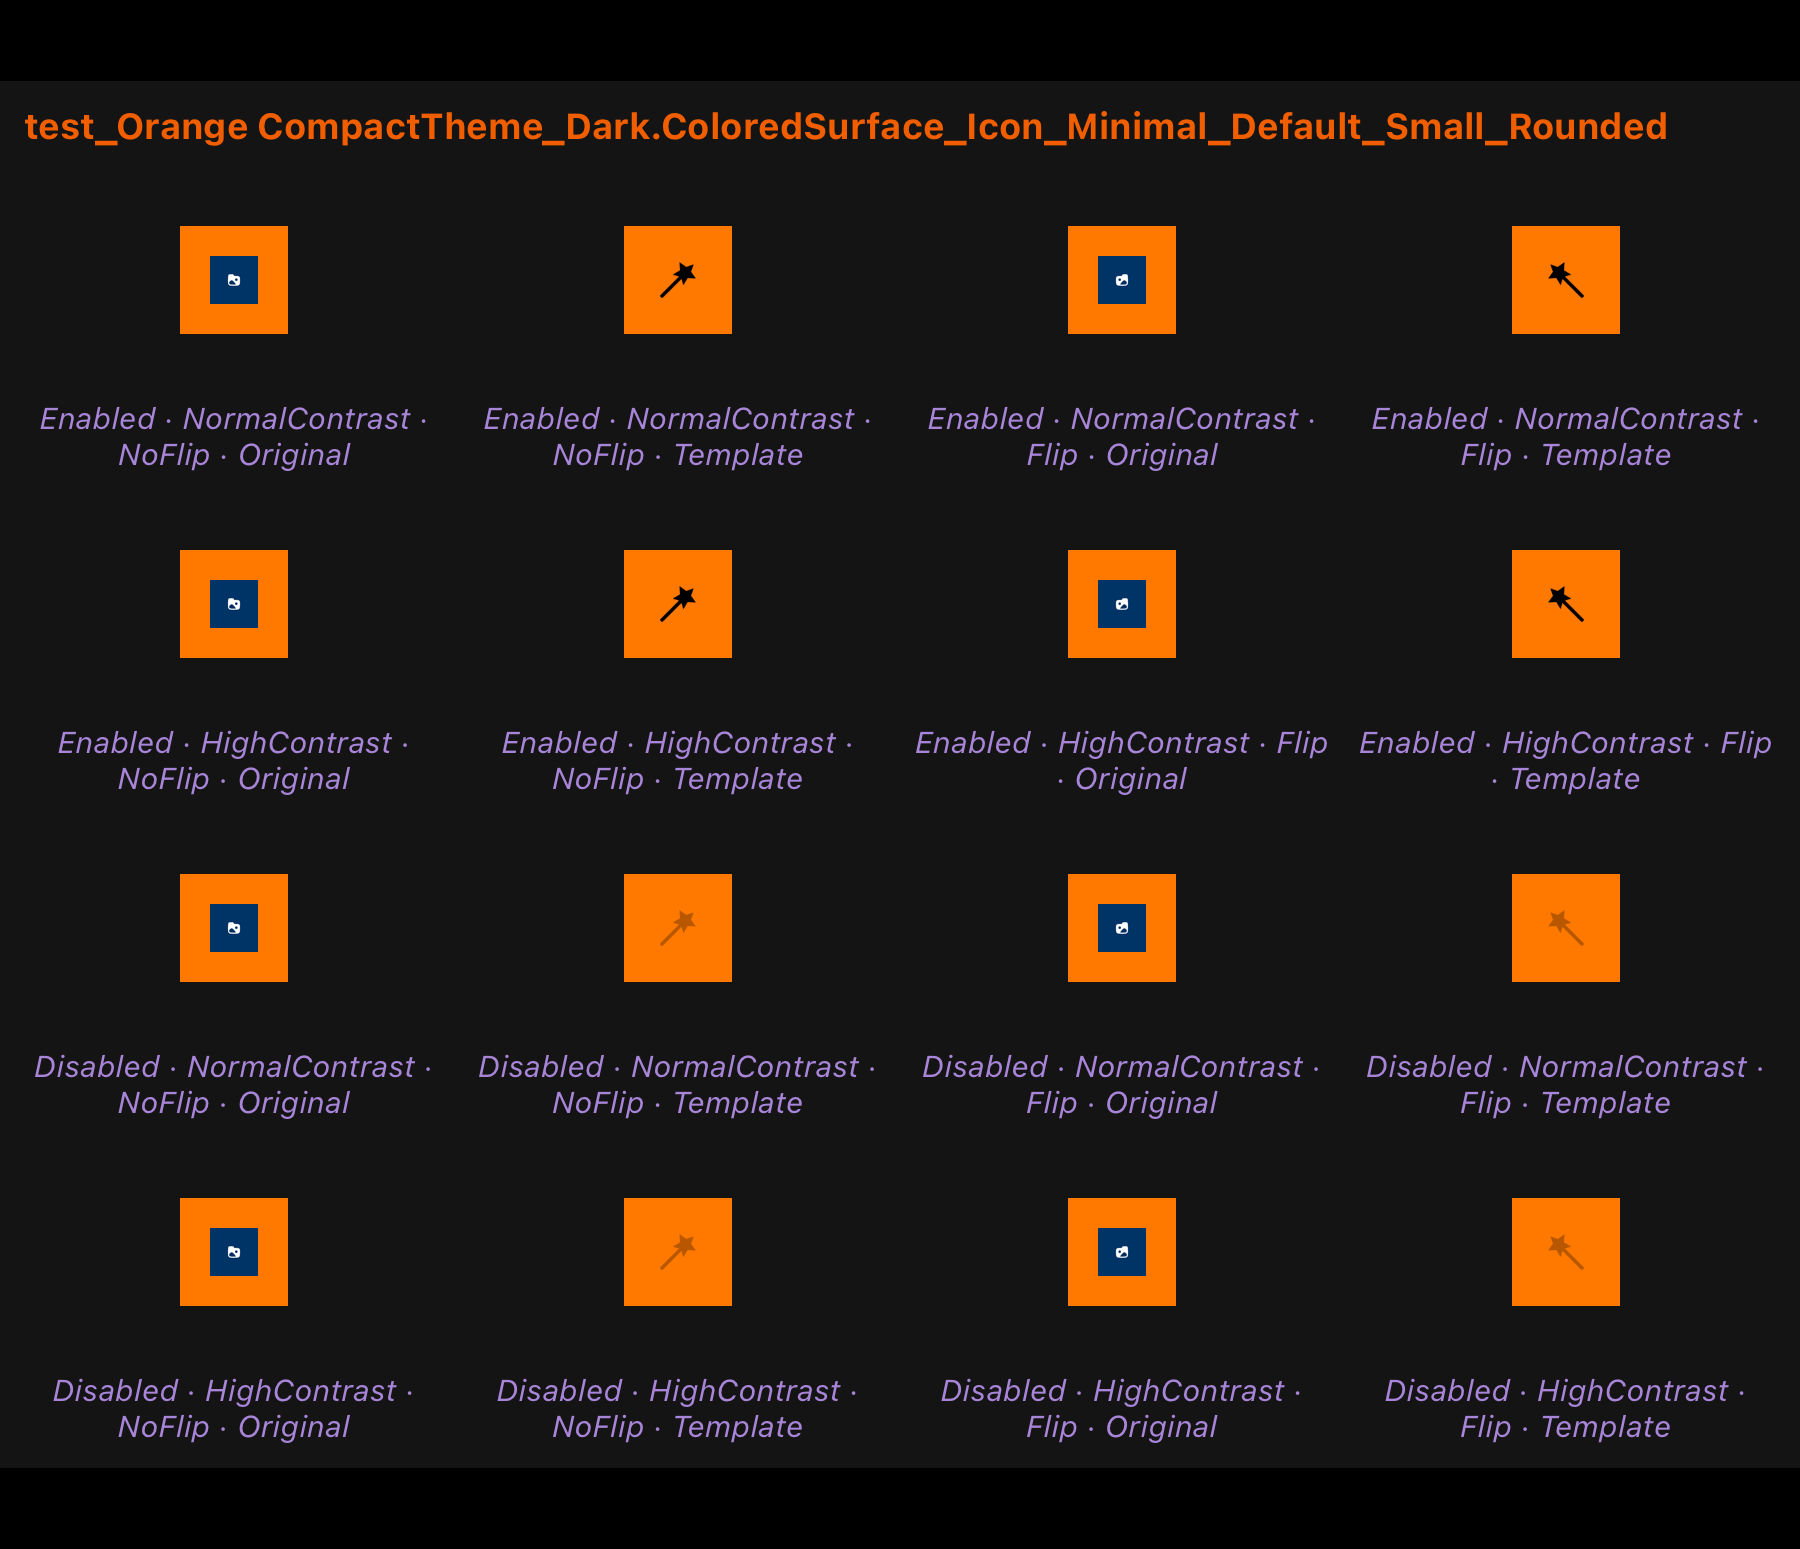 test_Orange CompactTheme_Dark.ColoredSurface_Icon_Minimal_Default_Small_Rounded
Enabled · NormalContrast ·
NoFlip · Original
Enabled · NormalContrast ·
NoFlip · Template
Enabled · NormalContrast ·
Flip · Original
Enabled · NormalContrast ·
Flip · Template
Enabled · HighContrast ·
NoFlip · Original
Enabled · HighContrast ·
NoFlip · Template
Enabled · HighContrast · Flip
· Original
Enabled · HighContrast · Flip
· Template
Disabled · NormalContrast ·
NoFlip · Original
Disabled · NormalContrast ·
NoFlip · Template
Disabled · NormalContrast ·
Flip · Original
Disabled · NormalContrast ·
Flip · Template
Disabled · HighContrast ·
NoFlip · Original
Disabled · HighContrast ·
NoFlip · Template
Disabled · HighContrast ·
Flip · Original
Disabled · HighContrast ·
Flip · Template